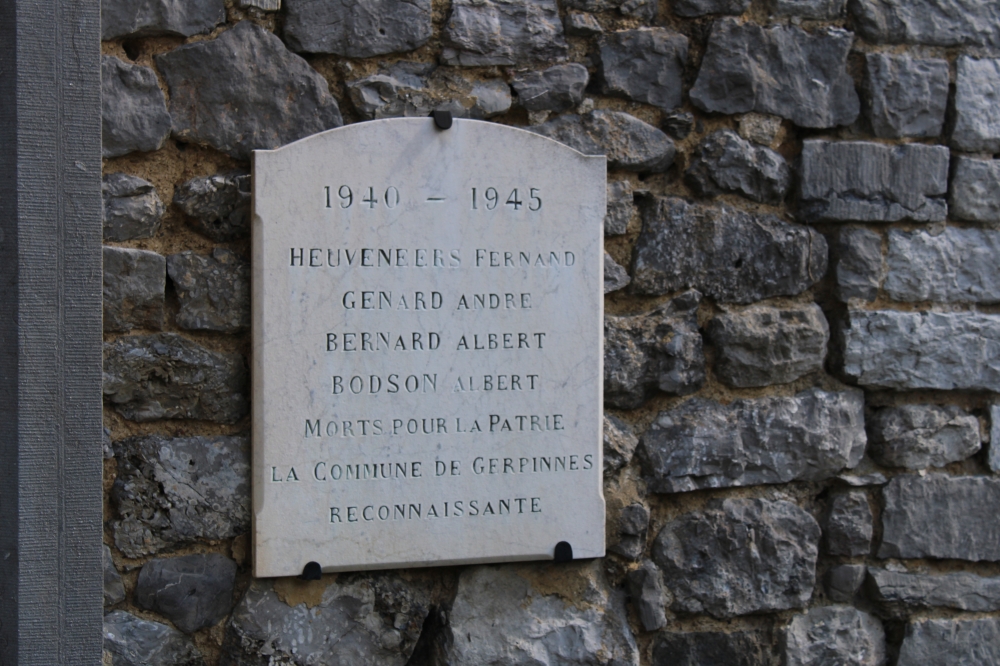 1940 – 1945
HEUVENEERS FERNAND
GENARD ANDRE
BERNARD ALBERT
BODSON ALBERT
MORTS POUR LA PATRIE
LA COMMUNE DE GERPINNES
RECONNAISSANTE